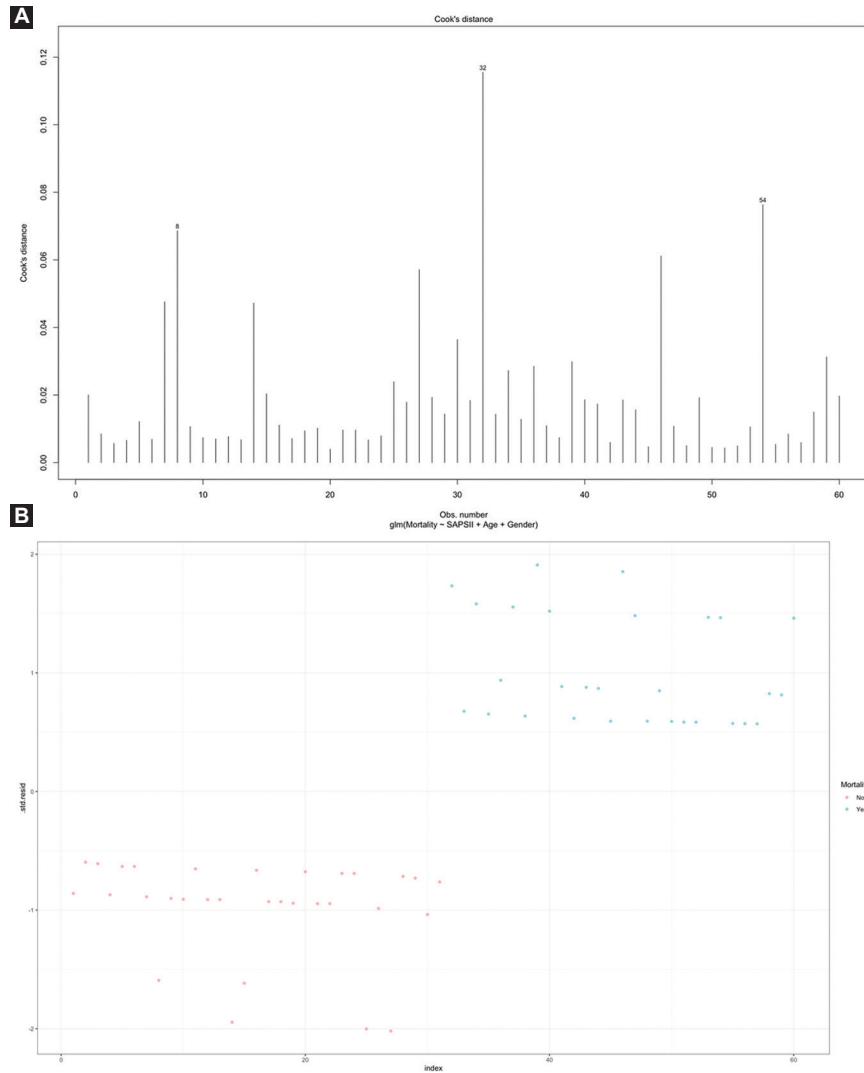 A
Cook's distance
0.12
0.10
0.08
0.06
0.04
0.02
0.00
Cook's distance
8
32
54
0 10 20 30 40 50 60
Obs. number
glm(Mortality ~ SAPSII + Age + Gender)
B
2
1
0
-1
-2
.std.resid
0 20 40 60
index
Mortali
No
Ye